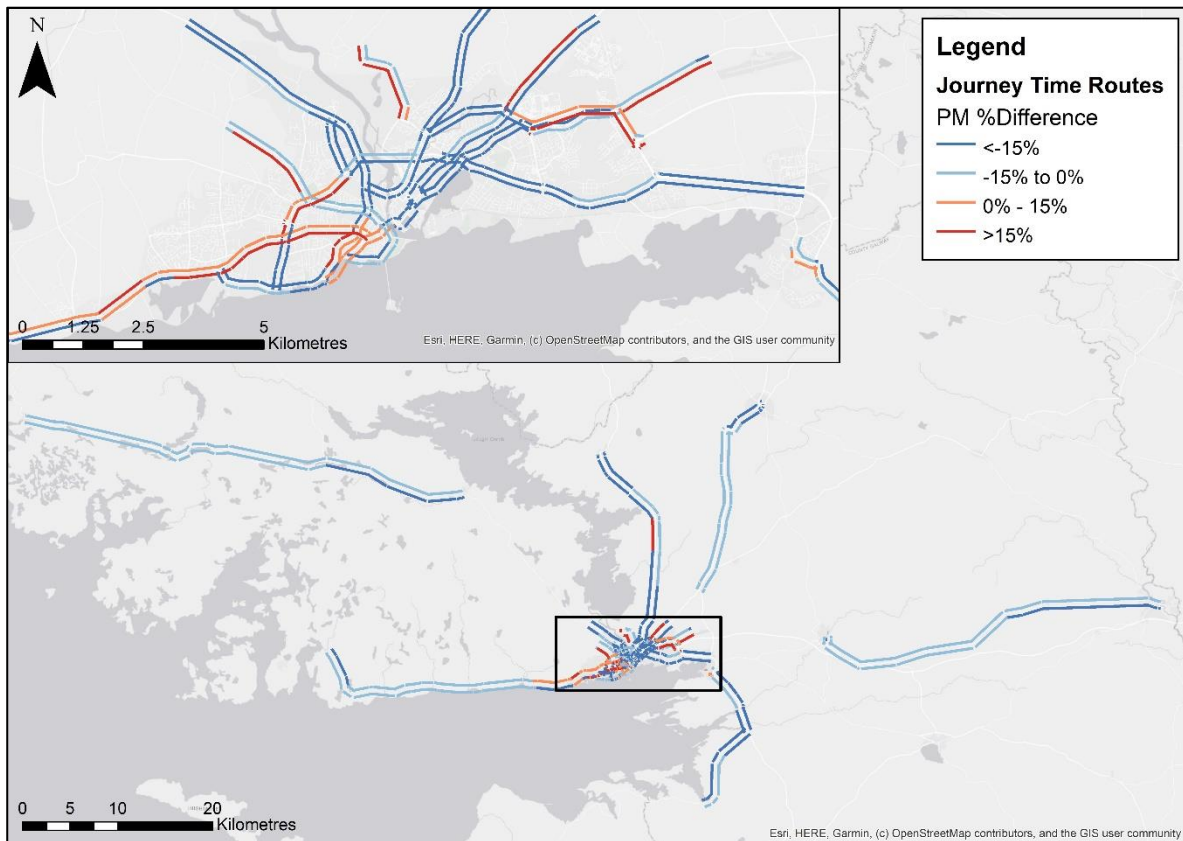 N
Legend
Journey Time Routes
PM %Difference
<-15%
-15% to 0%
0% - 15%
>15%
0 1.25 2.5 5
Kilometres
Esri, HERE, Garmin, (c) OpenStreetMap contributors, and the GIS user community
0 5 10 20
Kilometres
Esri, HERE, Garmin, (c) OpenStreetMap contributors, and the GIS user community